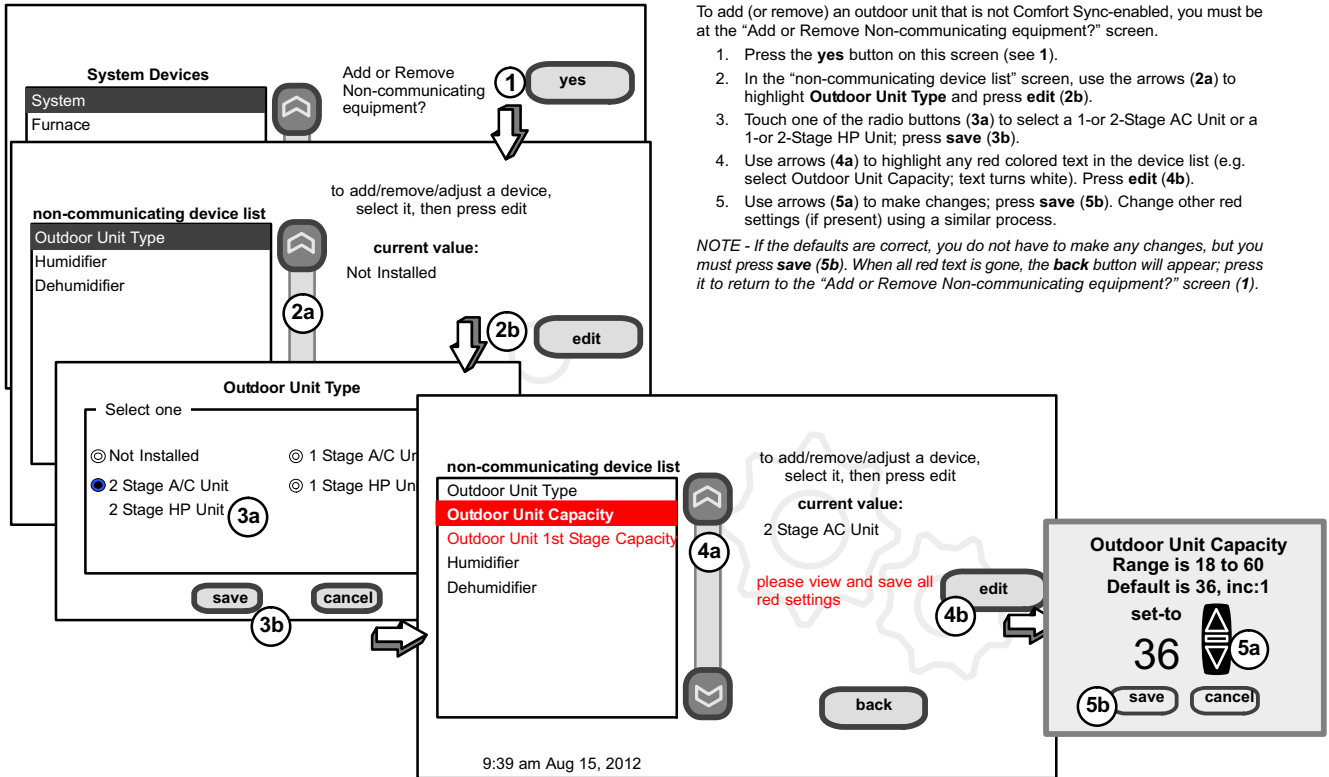 To add (or remove) an outdoor unit that is not Comfort Sync-enabled, you must be
at the “Add or Remove Non-communicating equipment?” screen.
1. Press the yes button on this screen (see 1).
2. In the “non-communicating device list” screen, use the arrows (2a) to
highlight Outdoor Unit Type and press edit (2b).
3. Touch one of the radio buttons (3a) to select a 1-or 2-Stage AC Unit or a
1-or 2-Stage HP Unit; press save (3b).
4. Use arrows (4a) to highlight any red colored text in the device list (e.g.
select Outdoor Unit Capacity; text turns white). Press edit (4b).
5. Use arrows (5a) to make changes; press save (5b). Change other red
settings (if present) using a similar process.
NOTE - If the defaults are correct, you do not have to make any changes, but you
must press save (5b). When all red text is gone, the back button will appear; press
it to return to the “Add or Remove Non-communicating equipment?” screen (1).
System Devices
System
Furnace
Add or Remove
Non-communicating
equipment?
1
yes
non-communicating device list
Outdoor Unit Type
Humidifier
Dehumidifier
2a
to add/remove/adjust a device,
select it, then press edit
current value:
Not Installed
2b
edit
Outdoor Unit Type
Select one
Not Installed
1 Stage A/C Un
2 Stage A/C Unit
1 Stage HP Un
2 Stage HP Unit
3a
save
cancel
3b
non-communicating device list
Outdoor Unit Type
Outdoor Unit Capacity
Outdoor Unit 1st Stage Capacity
Humidifier
Dehumidifier
4a
to add/remove/adjust a device,
select it, then press edit
current value:
2 Stage AC Unit
please view and save all
red settings
edit
4b
back
9:39 am Aug 15, 2012
Outdoor Unit Capacity
Range is 18 to 60
Default is 36, inc:1
set-to
36
5a
5b
save
cancel